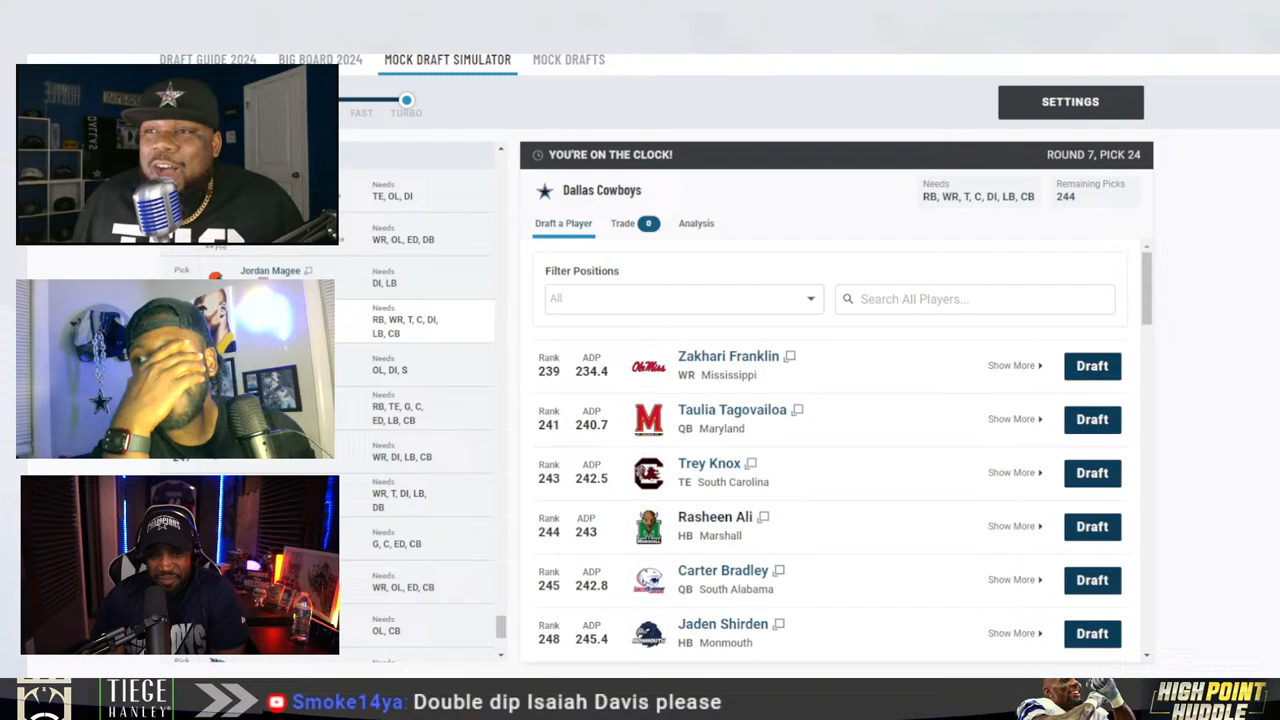 DRAFT GUIDE 2024
BIG BOARD 2024
MOCK DRAFT SIMULATOR
MOCK DRAFTS
FAST
TURBO
SETTINGS
Needs
TE, OL, DI
Needs
WR, OL, ED, DB
PHI
Pick
Jordan Magee
Needs
DI, LB
Needs
RB, WR, T, C, DI,
LB, CB
Needs
OL, DI, S
Needs
RB, TE, G, C,
ED, LB, CB
Needs
WR, DI, LB, CB
Needs
WR, T, DI, LB,
DB
Needs
G, C, ED, CB
Needs
WR, OL, ED, CB
Needs
OL, CB
Pick
YOU'RE ON THE CLOCK!
ROUND 7, PICK 24
Dallas Cowboys
Needs
RB, WR, T, C, DI, LB, CB
Remaining Picks
244
Draft a Player
Trade 0
Analysis
Filter Positions
All
Search All Players...
Rank 239 ADP 234.4 Ole Miss Zakhari Franklin WR Mississippi Show More Draft
Rank 241 ADP 240.7 M Taulia Tagovailoa QB Maryland Show More Draft
Rank 243 ADP 242.5 Trey Knox TE South Carolina Show More Draft
Rank 244 ADP 243 Rasheen Ali HB Marshall Show More Draft
Rank 245 ADP 242.8 Carter Bradley QB South Alabama Show More Draft
Rank 248 ADP 245.4 Jaden Shirden HB Monmouth Show More Draft
TIEGE
HANLEY
Smoke14ya: Double dip Isaiah Davis please
HIGH POINT
HUDDLE